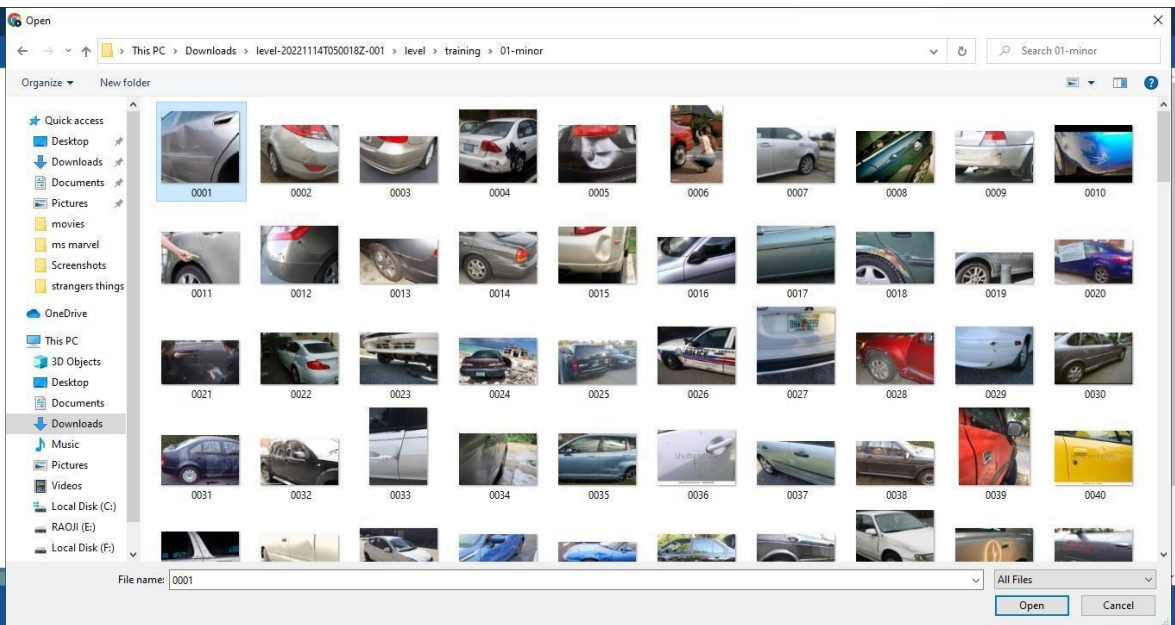 Open
This PC > Downloads > level-20221114T050018Z-001 > level > training > 01-minor
Search 01-minor
Organize
New folder
Quick access
Desktop
Downloads
Documents
Pictures
movies
ms marvel
Screenshots
strangers things
OneDrive
This PC
3D Objects
Desktop
Documents
Downloads
Music
Pictures
Videos
Local Disk (C:)
RAOJI (E:)
Local Disk (F:)
0001 0002 0003 0004 0005 0006 0007 0008 0009 0010
0011 0012 0013 0014 0015 0016 0017 0018 0019 0020
POLICE
0021 0022 0023 0024 0025 0026 0027 0028 0029 0030
0031 0032 0033 0034 0035 0036 0037 0038 0039 0040
File name: 0001
All Files
Open
Cancel